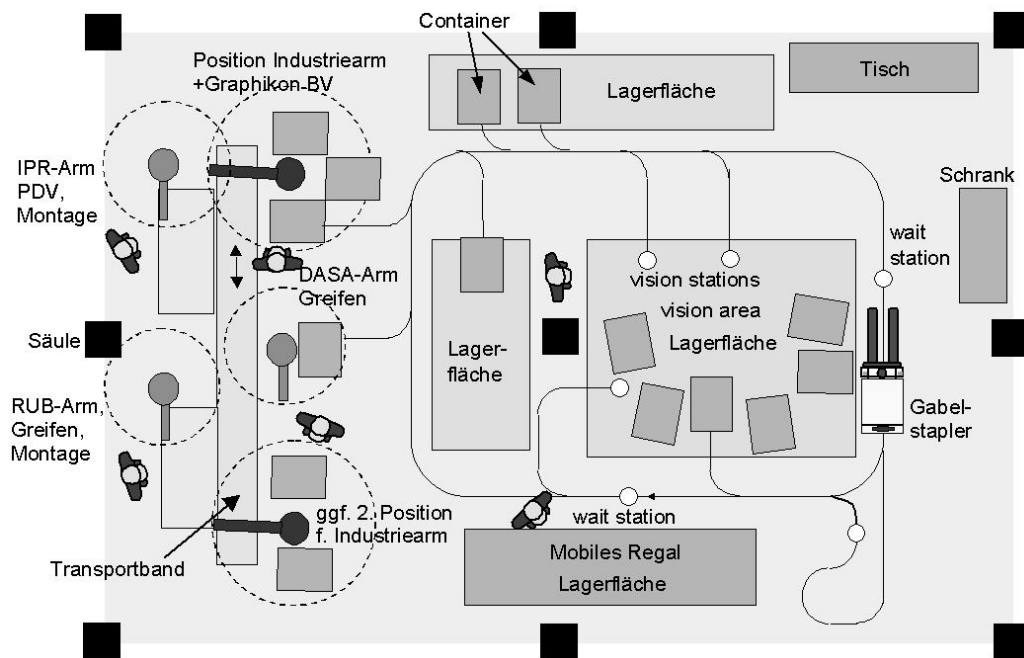 Container
Position Industriearm
+Graphikon-BV
Lagerfläche
Tisch
IPR-Arm
PDV,
Montage
Schrank
wait
station
DASA-Arm
Greifen
vision stations
vision area
Lagerfläche
Säule
Lager-
fläche
RUB-Arm,
Greifen,
Montage
Gabel-
stapler
ggf. 2. Position
f. Industriearm
wait station
Transportband
Mobiles Regal
Lagerfläche